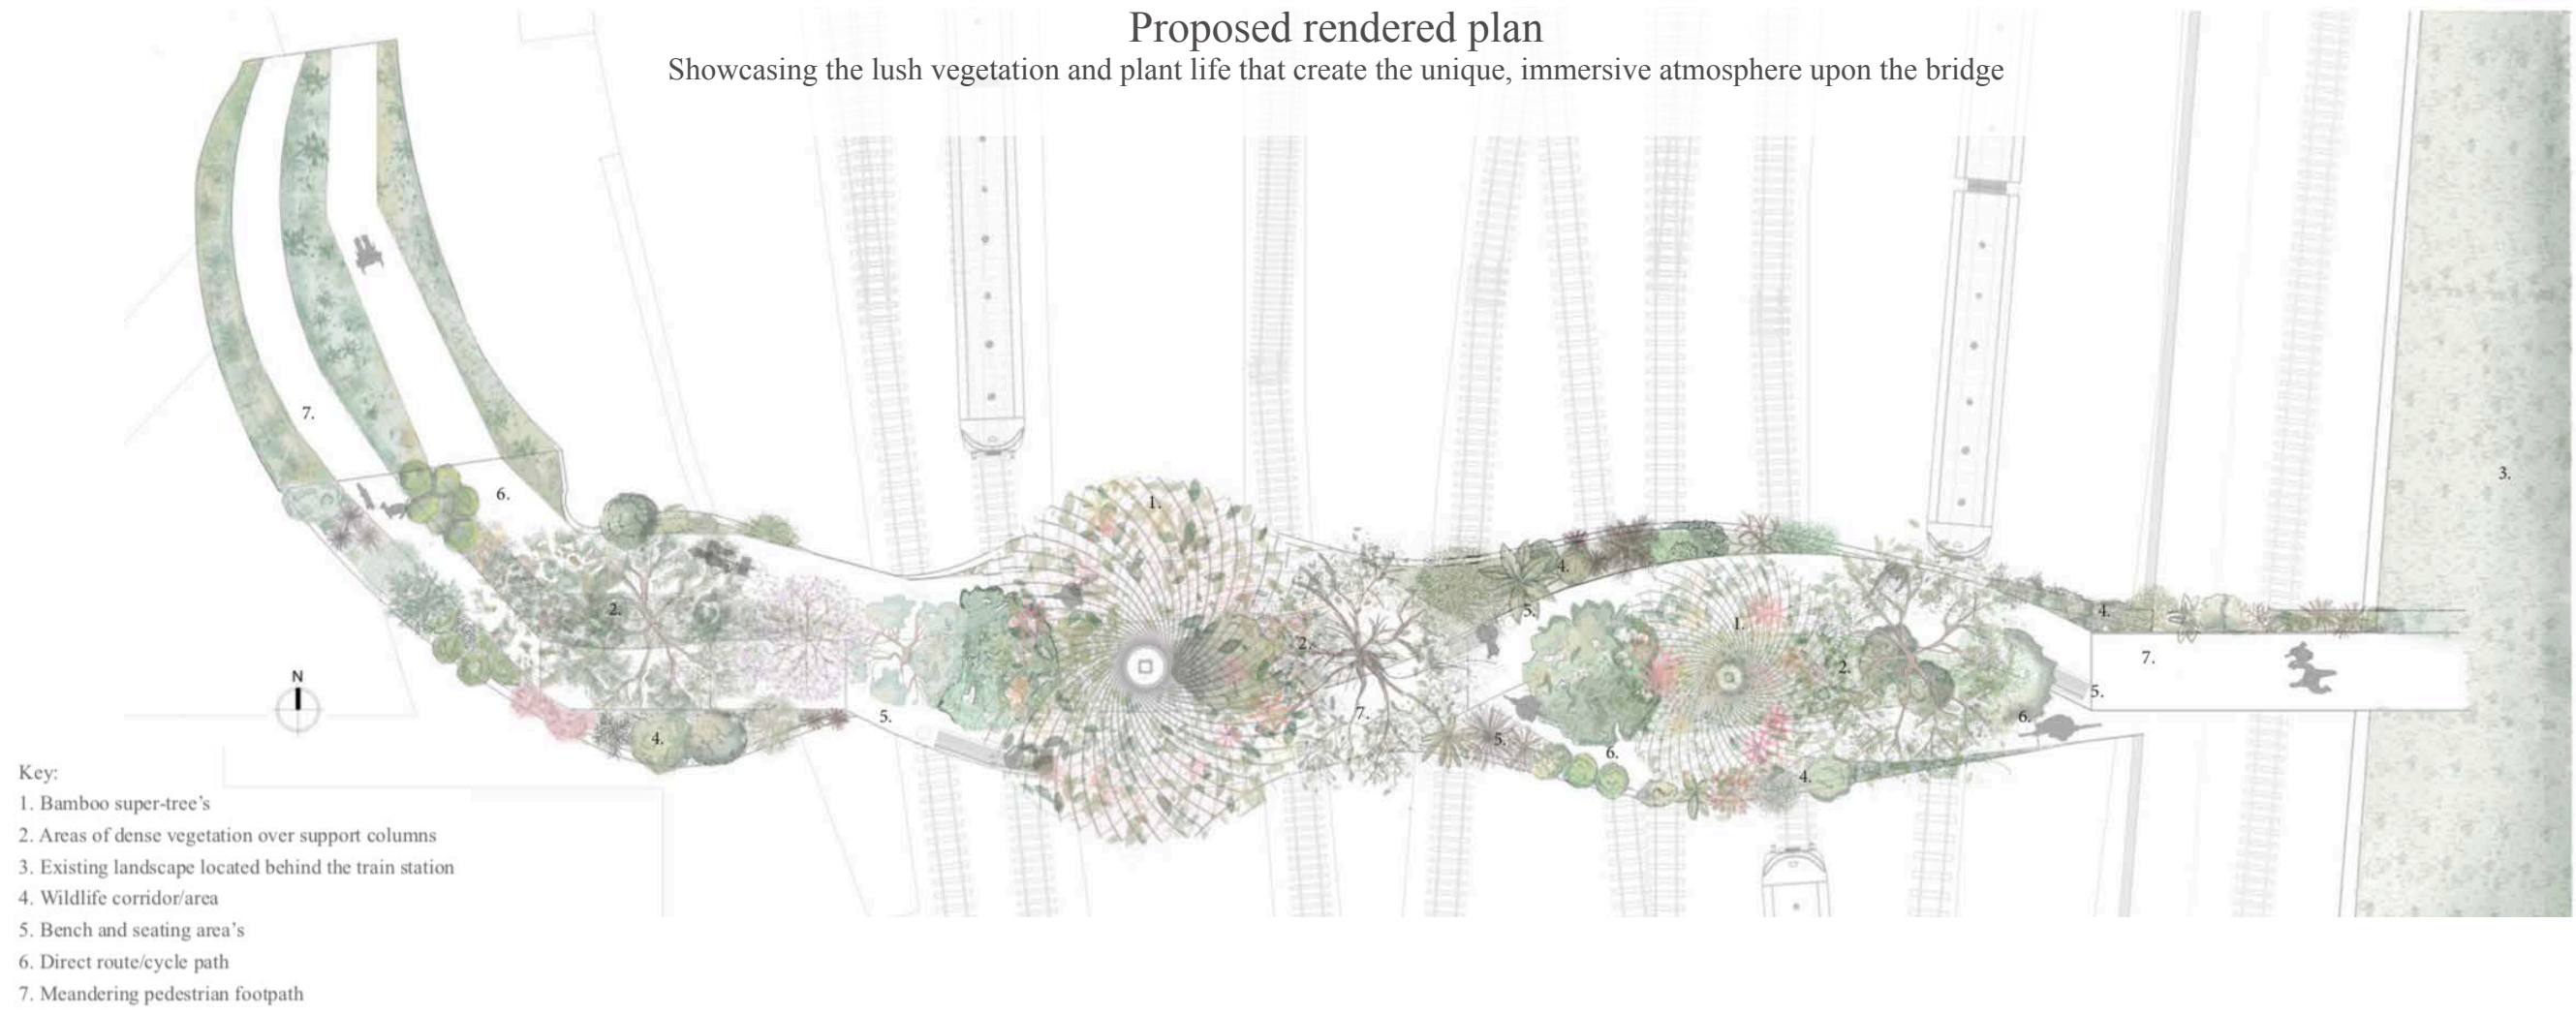 Proposed rendered plan
Showcasing the lush vegetation and plant life that create the unique, immersive atmosphere upon the bridge
7.
3.
6.
1.
4.
2.
5.
1.
4.
2.
2.
7.
5.
7.
5.
6.
4.
5.
6.
4.
N
Key:
1. Bamboo super-tree’s
2. Areas of dense vegetation over support columns
3. Existing landscape located behind the train station
4. Wildlife corridor/area
5. Bench and seating area’s
6. Direct route/cycle path
7. Meandering pedestrian footpath